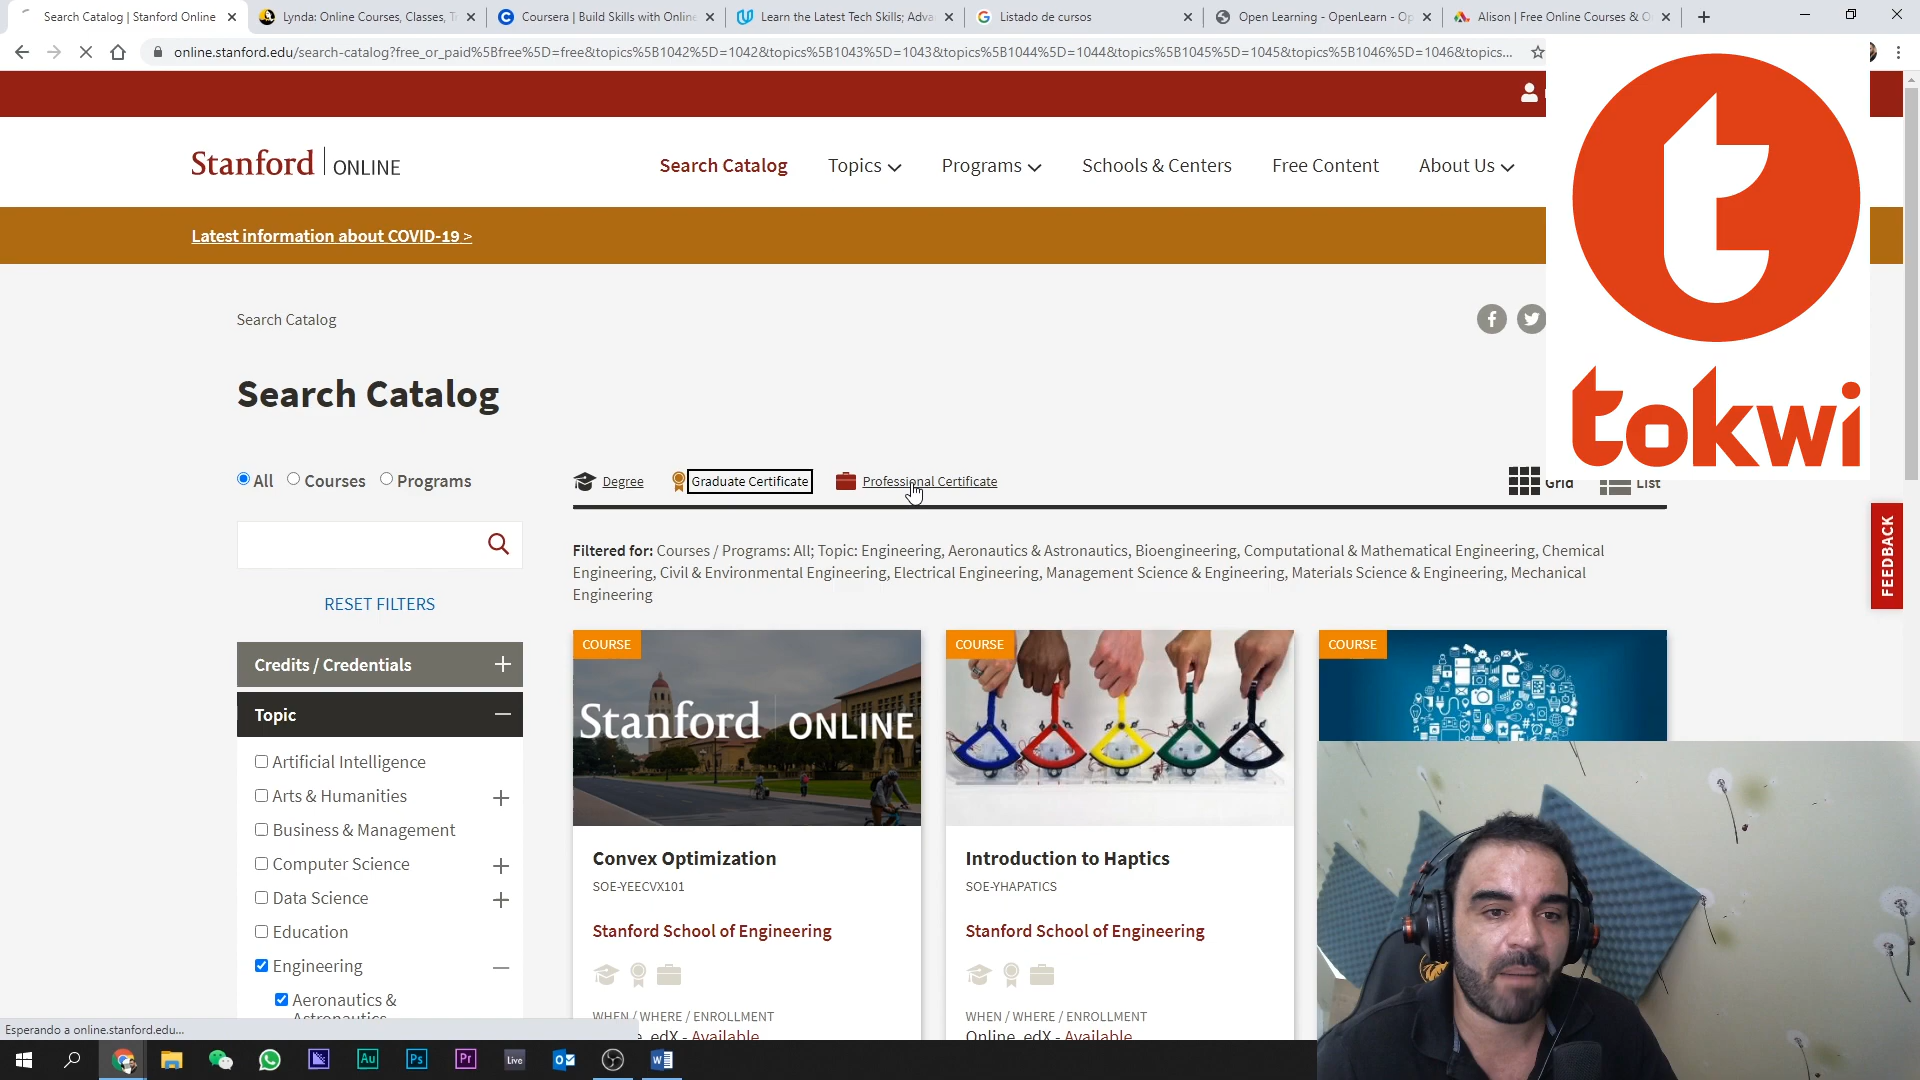 Search Catalog | Stanford Online
Lynda: Online Courses, Classes, T
Coursera | Build Skills with Onlin
Learn the Latest Tech Skills; Adva
Listado de cursos
Open Learning - OpenLearn - Op
Alison | Free Online Courses & O
online.stanford.edu/search-catalog?free_or_paid%5Bfree%5D=free&topics%5B1042%5D=1042&topics%5B1043%5D=1043&topics%5B1044%5D=1044&topics%5B1045%5D=1045&topics%5B1046%5D=1046&topics...
Stanford | ONLINE
Search Catalog
Topics
Programs
Schools & Centers
Free Content
About Us
t
tokwi
Latest information about COVID-19 >
Search Catalog
Search Catalog
All
Courses
Programs
Degree
Graduate Certificate
Professional Certificate
Grid
List
RESET FILTERS
Filtered for: Courses / Programs: All; Topic: Engineering, Aeronautics & Astronautics, Bioengineering, Computational & Mathematical Engineering, Chemical
Engineering, Civil & Environmental Engineering, Electrical Engineering, Management Science & Engineering, Materials Science & Engineering, Mechanical
Engineering
FEEDBACK
Credits / Credentials
Topic
Artificial Intelligence
Arts & Humanities
Business & Management
Computer Science
Data Science
Education
Engineering
Aeronautics &
Astronautics
COURSE
Stanford ONLINE
Convex Optimization
SOE-YEECVX101
Stanford School of Engineering
WHEN / WHERE / ENROLLMENT
e, edX - Available
COURSE
Introduction to Haptics
SOE-YHAPATICS
Stanford School of Engineering
WHEN / WHERE / ENROLLMENT
Online, edX - Available
COURSE
Esperando a online.stanford.edu...
Au
Ps
Pr
Live